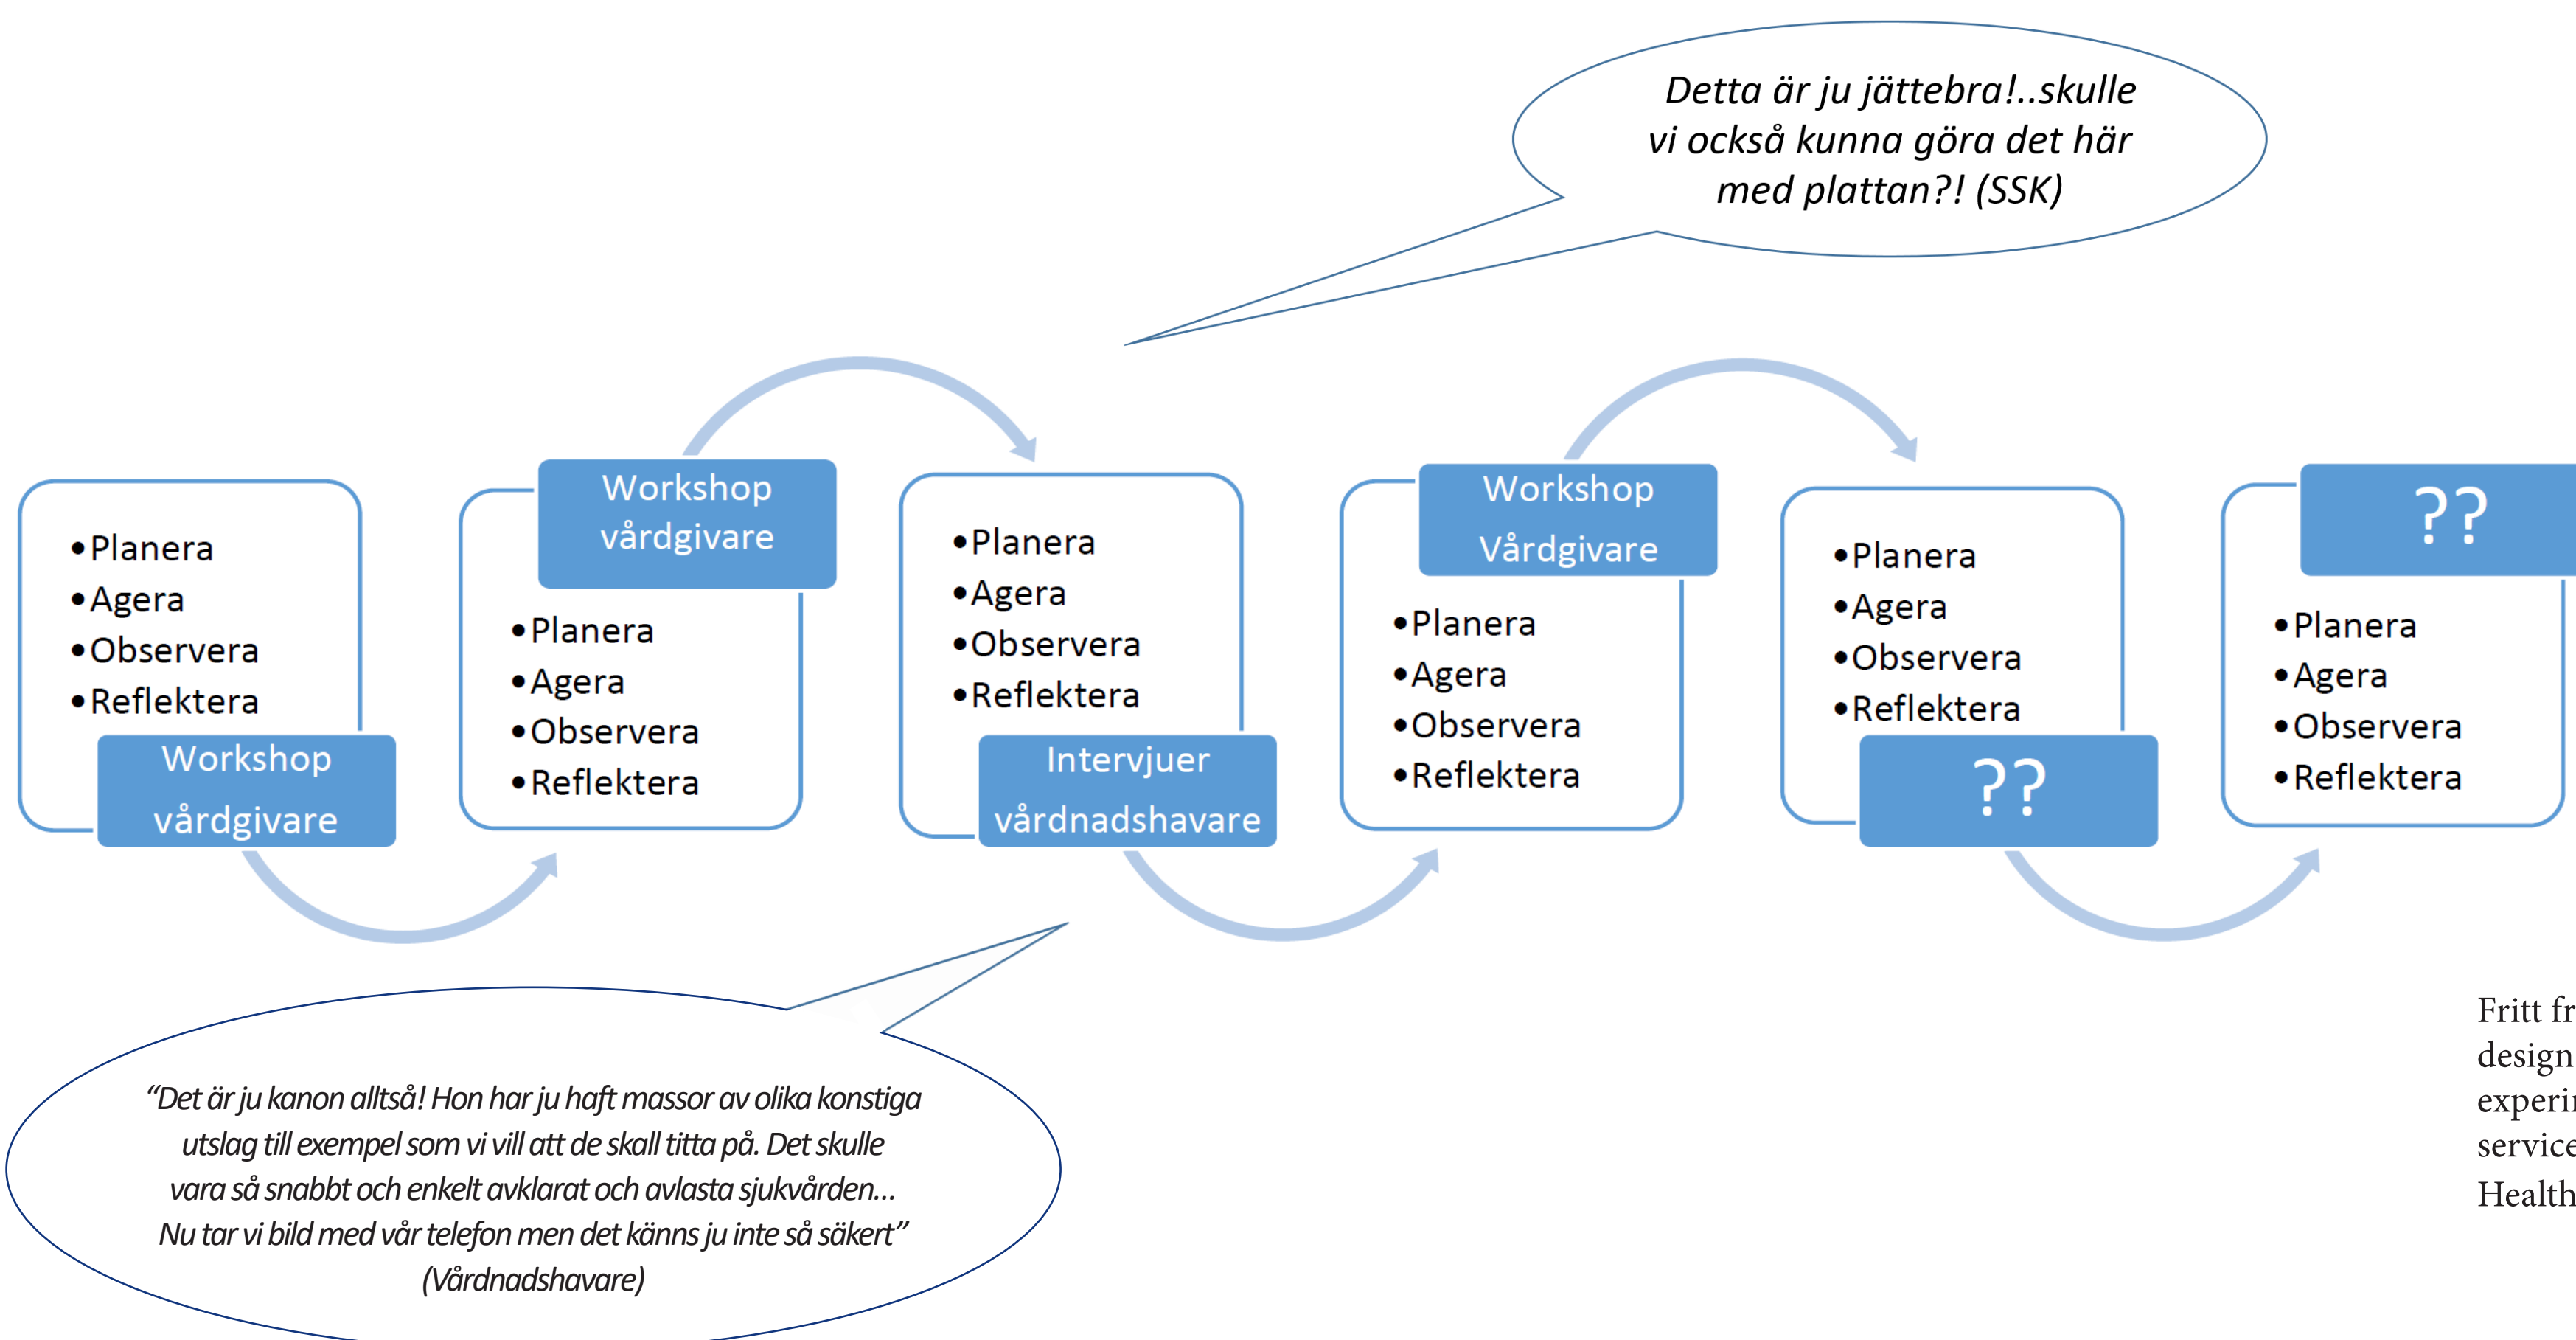 Detta är ju jättebra!..skulle
vi också kunna göra det här
med plattan?! (SSK)
•Planera
•Agera
•Observera
•Reflektera
Workshop
vårdgivare
Workshop
vårdgivare
•Planera
•Agera
•Observera
•Reflektera
•Planera
•Agera
•Observera
•Reflektera
Intervjuer
vårdnadshavare
Workshop
Vårdgivare
•Planera
•Agera
•Observera
•Reflektera
•Planera
•Agera
•Observera
•Reflektera
??
??
•Planera
•Agera
•Observera
•Reflektera
“Det är ju kanon alltså! Hon har ju haft massor av olika konstiga
utslag till exempel som vi vill att de skall titta på. Det skulle
vara så snabbt och enkelt avklarat och avlasta sjukvården…
Nu tar vi bild med vår telefon men det känns ju inte så säkert”
(Vårdnadshavare)
Fritt
design
service
Health